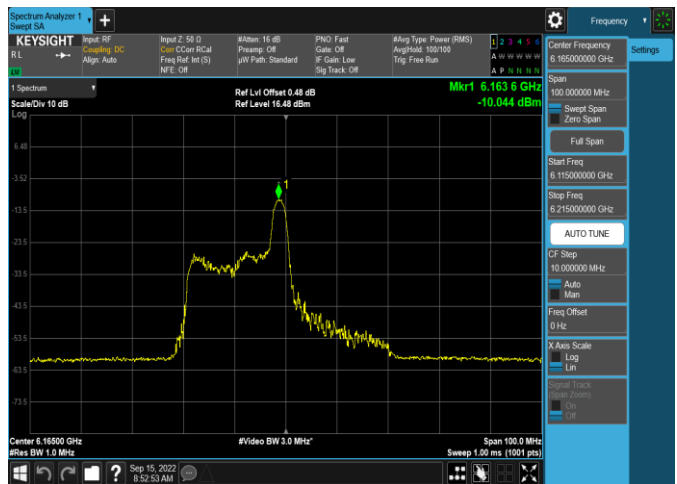 Spectrum Analyzer 1
Swept SA
KEYSIGHT
R L
LW
Input: RF
Coupling: DC
Align: Auto
Input Z: 50 Ω
Corr CCorr RCal
Freq Ref: Int (S)
NFE: Off
#Atten: 16 dB
Preamp: Off
µW Path: Standard
PNO: Fast
Gate: Off
IF Gain: Low
Sig Track: Off
#Avg Type: Power (RMS)
Avg|Hold: 100/100
Trig: Free Run
1 2 3 4 5 6
A W W W W W
A P N N N N
1 Spectrum
Scale/Div 10 dB
Log
Ref Lvl Offset 0.48 dB
Ref Level 16.48 dBm
Mkr1 6.163 6 GHz
-10.044 dBm
6.48
-3.52
-13.5
-23.5
-33.5
-43.5
-53.5
-63.5
-73.5
1
Center 6.16500 GHz
#Res BW 1.0 MHz
#Video BW 3.0 MHz*
Span 100.0 MHz
Sweep 1.00 ms (1001 pts)
Sep 15, 2022
8:52:53 AM
Frequency
Settings
Center Frequency
6.165000000 GHz
Span
100.000000 MHz
Swept Span
Zero Span
Full Span
Start Freq
6.115000000 GHz
Stop Freq
6.215000000 GHz
AUTO TUNE
CF Step
10.000000 MHz
Auto
Man
Freq Offset
0 Hz
X Axis Scale
Log
Lin
Signal Track
(Span Zoom)
On
Off